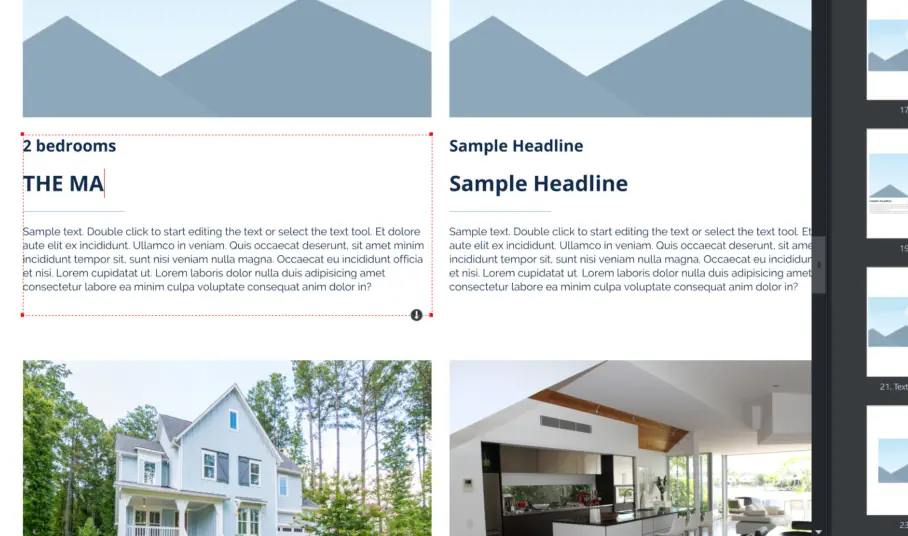 2 bedrooms
THE MA
Sample text. Double click to start editing the text or select the text tool. Et dolore
aute elit ex incididunt. Ullamco in veniam. Quis occaecat deserunt, sit amet minim
incididunt tempor sit, sunt nisi veniam nulla magna. Occaecat eu incididunt officia
et nisi. Lorem cupidatat ut. Lorem laboris dolor nulla duis adipisicing amet
consectetur labore ea minim culpa voluptate consequat anim dolor in?
Sample Headline
Sample Headline
Sample text. Double click to start editing the text or select the text tool. Et
aute elit ex incididunt. Ullamco in veniam. Quis occaecat deserunt, sit ame
incididunt tempor sit, sunt nisi veniam nulla magna. Occaecat eu incididun
et nisi. Lorem cupidatat ut. Lorem laboris dolor nulla duis adipisicing amet
consectetur labore ea minim culpa voluptate consequat anim dolor in?
17
19
21. Text
23